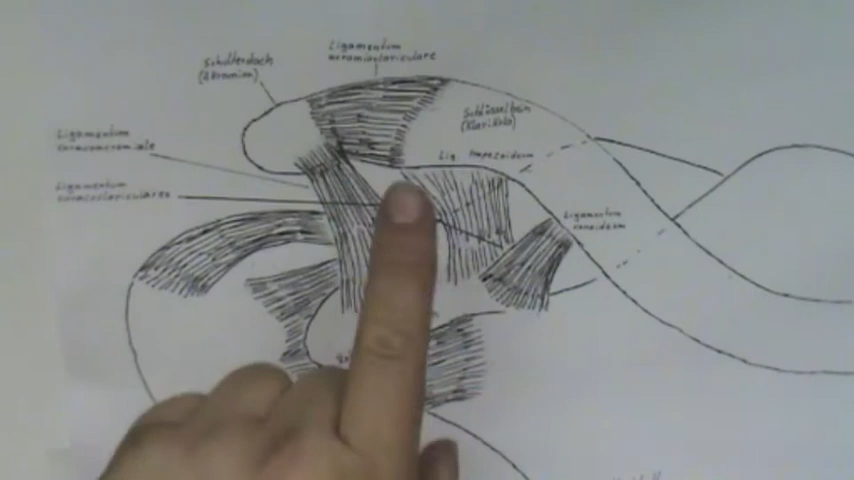 Ligamentum
acromioclaviculare
Schulterdach
(Akromion)
Schlüsselbein
(Klavikula)
Ligamentum
coracoacromiale
Lig. trapezoideum
Ligamentum
coracoclaviculares
Ligamentum
conoideum